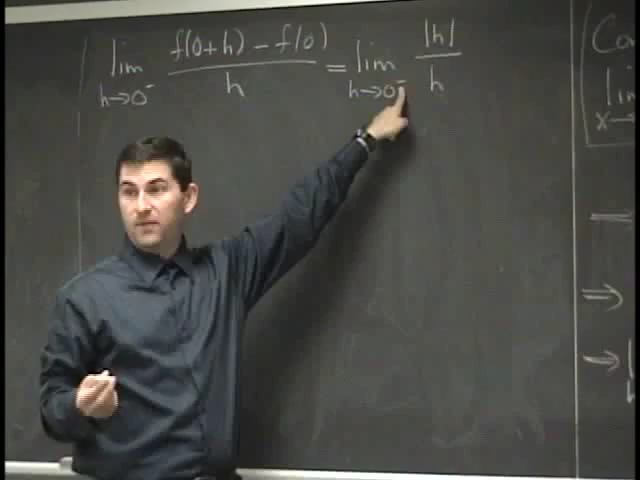 lim h→0⁻ f(0+h) – f(0) / h = lim h→0⁻ |h| / h
x→
⇒